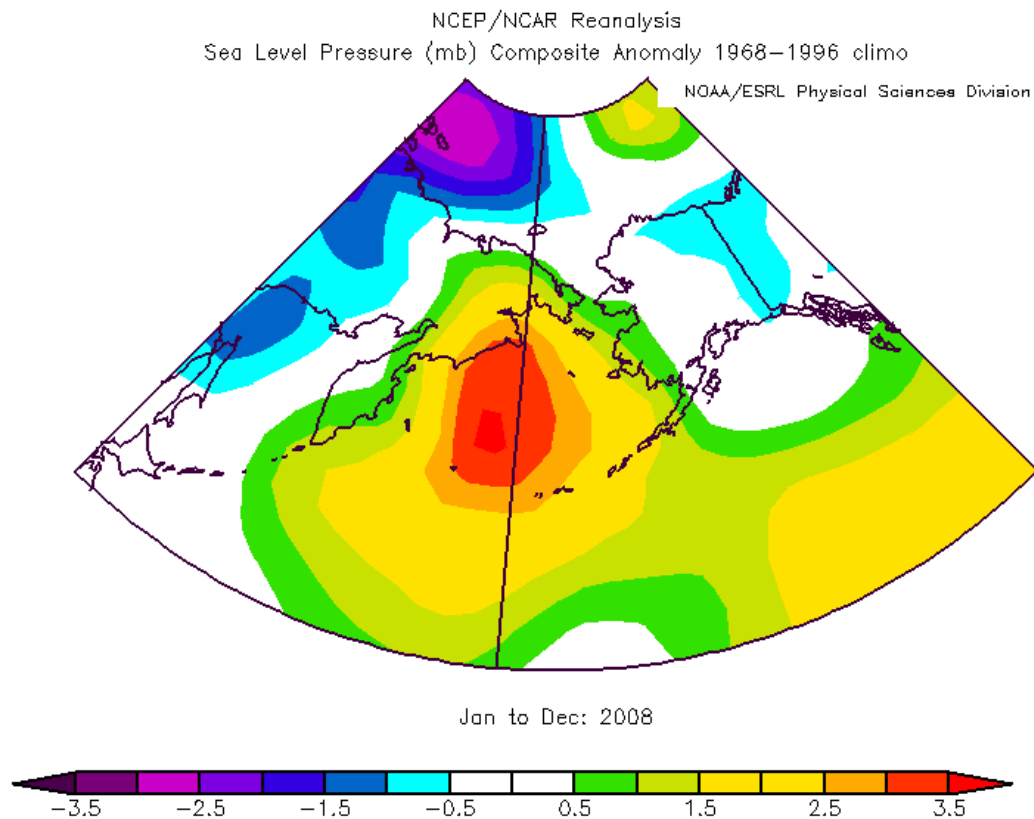 NCEP/NCAR Reanalysis
Sea Level Pressure (mb) Composite Anomaly 1968-1996 climo
NOAA/ESRL Physical Sciences Division
Jan to Dec: 2008
-3.5 -2.5 -1.5 -0.5 0.5 1.5 2.5 3.5